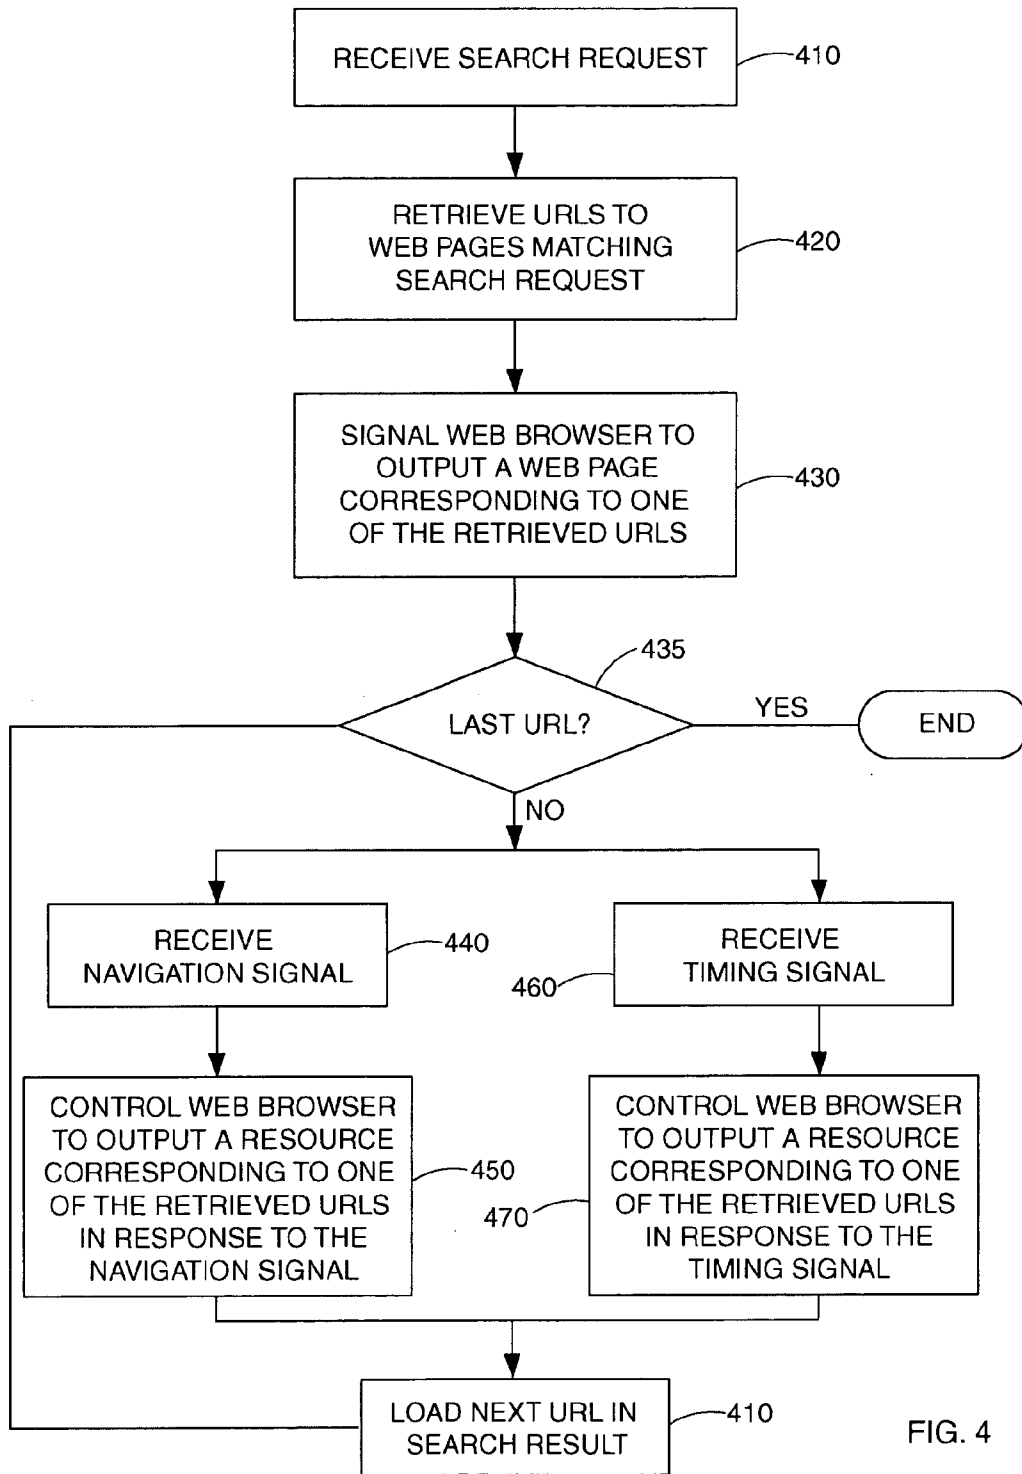 RECEIVE SEARCH REQUEST
410
RETRIEVE URLS TO
WEB PAGES MATCHING
SEARCH REQUEST
420
SIGNAL WEB BROWSER TO
OUTPUT A WEB PAGE
CORRESPONDING TO ONE
OF THE RETRIEVED URLS
430
435
LAST URL?
YES
END
NO
RECEIVE
NAVIGATION SIGNAL
440
RECEIVE
TIMING SIGNAL
460
CONTROL WEB BROWSER
TO OUTPUT A RESOURCE
CORRESPONDING TO ONE
OF THE RETRIEVED URLS
IN RESPONSE TO THE
NAVIGATION SIGNAL
450
CONTROL WEB BROWSER
TO OUTPUT A RESOURCE
CORRESPONDING TO ONE
OF THE RETRIEVED URLS
IN RESPONSE TO THE
TIMING SIGNAL
470
LOAD NEXT URL IN
SEARCH RESULT
410
FIG. 4